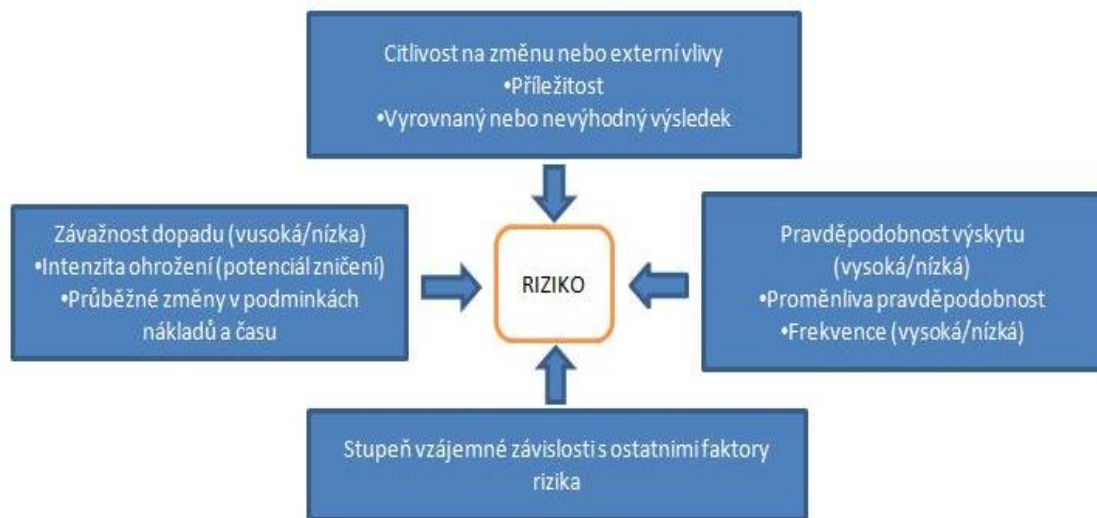 Citlivost na změnu nebo externí vlivy
•Příležitost
•Vyrovnaný nebo nevýhodný výsledek
Závažnost dopadu (vusoká/nízka)
•Intenzita ohrožení (potenciál zničení)
•Průběžné změny v podminkách
nákladů a času
RIZIKO
Pravděpodobnost výskytu
(vysoká/nízká)
•Proměnliva pravděpodobnost
•Frekvence (vysoká/nízká)
Stupeň vzájemné závislosti s ostatnimi faktory
rizika